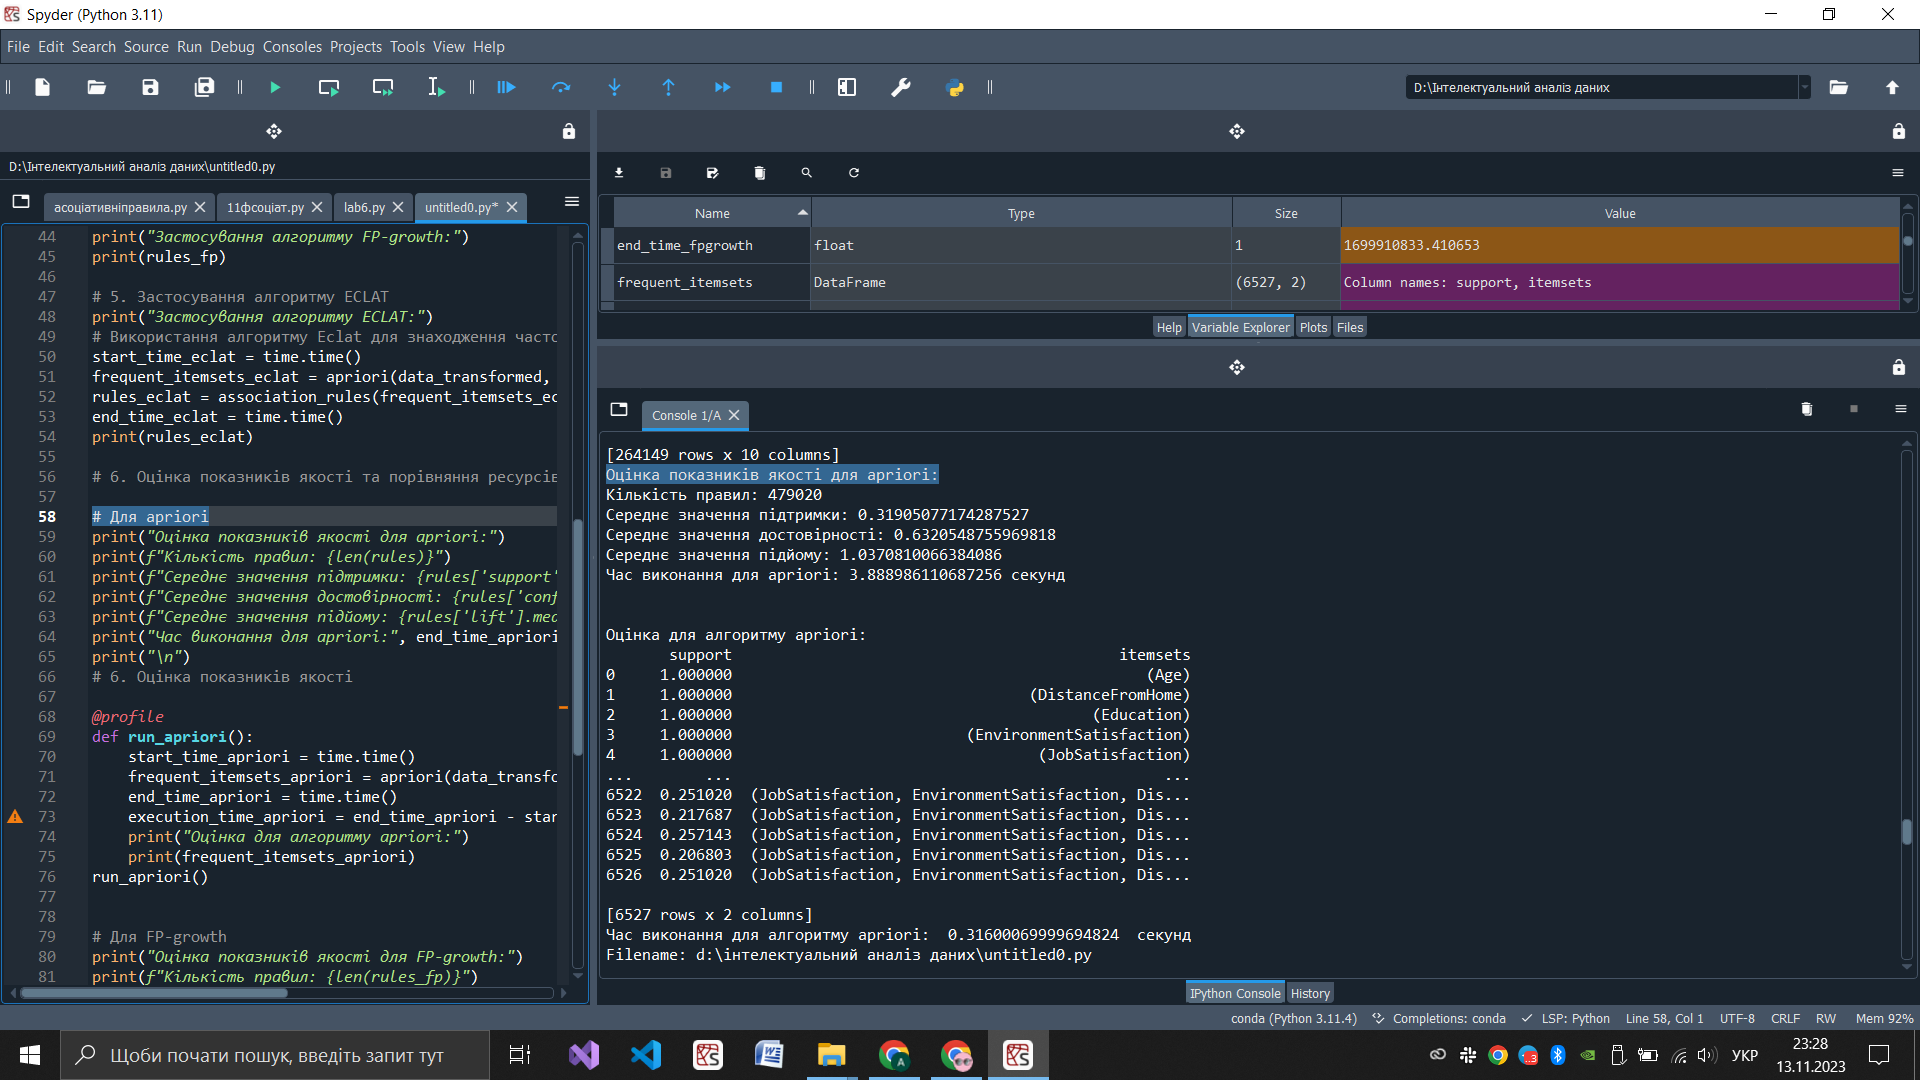 Spyder (Python 3.11)
File Edit Search Source Run Debug Consoles Projects Tools View Help
D:\Інтелектуальний аналіз даних
D:\Інтелектуальний аналіз даних\untitled0.py
асоціативніправила.py 11фсоціат.py lab6.py untitled0.py*
44 print("Застосування алгоритму FP-growth:")
45 print(rules_fp)
46
47 # 5. Застосування алгоритму ECLAT
48 print("Застосування алгоритму ECLAT:")
49 # Використання алгоритму Eclat для знаходження часто
50 start_time_eclat = time.time()
51 frequent_itemsets_eclat = apriori(data_transformed,
52 rules_eclat = association_rules(frequent_itemsets_ec
53 end_time_eclat = time.time()
54 print(rules_eclat)
55
56 # 6. Оцінка показників якості та порівняння ресурсів
57
58 # Для apriori
59 print("Оцінка показників якості для apriori:")
60 print(f"Кількість правил: {len(rules)}")
61 print(f"Середнє значення підтримки: {rules['support'
62 print(f"Середнє значення достовірності: {rules['conf
63 print(f"Середнє значення підйому: {rules['lift'].mea
64 print("Час виконання для apriori:", end_time_apriori
65 print("\n")
66 # 6. Оцінка показників якості
67
68 @profile
69 def run_apriori():
70 start_time_apriori = time.time()
71 frequent_itemsets_apriori = apriori(data_transfo
72 end_time_apriori = time.time()
73 execution_time_apriori = end_time_apriori - star
74 print("Оцінка для алгоритму apriori:")
75 print(frequent_itemsets_apriori)
76 run_apriori()
77
78
79 # Для FP-growth
80 print("Оцінка показників якості для FP-growth:")
81 print(f"Кількість правил: {len(rules_fp)}")
Name Type Size Value
end_time_fpgrowth float 1 1699910833.410653
frequent_itemsets DataFrame (6527, 2) Column names: support, itemsets
Help Variable Explorer Plots Files
Console 1/A
[264149 rows x 10 columns]
Оцінка показників якості для apriori:
Кількість правил: 479020
Середнє значення підтримки: 0.31905077174287527
Середнє значення достовірності: 0.6320548755969818
Середнє значення підйому: 1.0370810066384086
Час виконання для apriori: 3.888986110687256 секунд
Оцінка для алгоритму apriori:
support itemsets
0 1.000000 (Age)
1 1.000000 (DistanceFromHome)
2 1.000000 (Education)
3 1.000000 (EnvironmentSatisfaction)
4 1.000000 (JobSatisfaction)
... ... ...
6522 0.251020 (JobSatisfaction, EnvironmentSatisfaction, Dis...
6523 0.217687 (JobSatisfaction, EnvironmentSatisfaction, Dis...
6524 0.257143 (JobSatisfaction, EnvironmentSatisfaction, Dis...
6525 0.206803 (JobSatisfaction, EnvironmentSatisfaction, Dis...
6526 0.251020 (JobSatisfaction, EnvironmentSatisfaction, Dis...
[6527 rows x 2 columns]
Час виконання для алгоритму apriori: 0.31600069999694824 секунд
Filename: d:\інтелектуальний аналіз даних\untitled0.py
IPython Console History
conda (Python 3.11.4) Completions: conda LSP: Python Line 58, Col 1 UTF-8 CRLF RW Mem 92%
Щоби почати пошук, введіть запит тут
УКР
23:28
13.11.2023